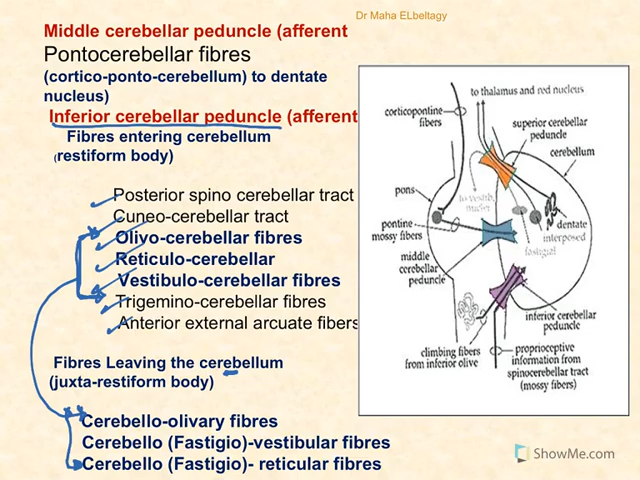 Dr Maha ELbeltagy
Middle cerebellar peduncle (afferent
Pontocerebellar fibres
(cortico-ponto-cerebellum) to dentate
nucleus)
Inferior cerebellar peduncle (afferent
Fibres entering cerebellum
(restiform body)
Posterior spino cerebellar tract
Cuneo-cerebellar tract
Olivo-cerebellar fibres
Reticulo-cerebellar
Vestibulo-cerebellar fibres
Trigemino-cerebellar fibres
Anterior external arcuate fibers
Fibres Leaving the cerebellum
(juxta-restiform body)
Cerebello-olivary fibres
Cerebello (Fastigio)-vestibular fibres
Cerebello (Fastigio)- reticular fibres
to thalamus and red nucleus
corticopontine
fibers
superior cerebellar
peduncle
cerebellum
pons
to vestib.
nuclei
pontine
mossy fibers
dentate
interposed
fastigial
middle
cerebellar
peduncle
inferior cerebellar
peduncle
climbing fibers
from inferior olive
proprioceptive
information from
spinocerebellar tract
(mossy fibers)
ShowMe.com